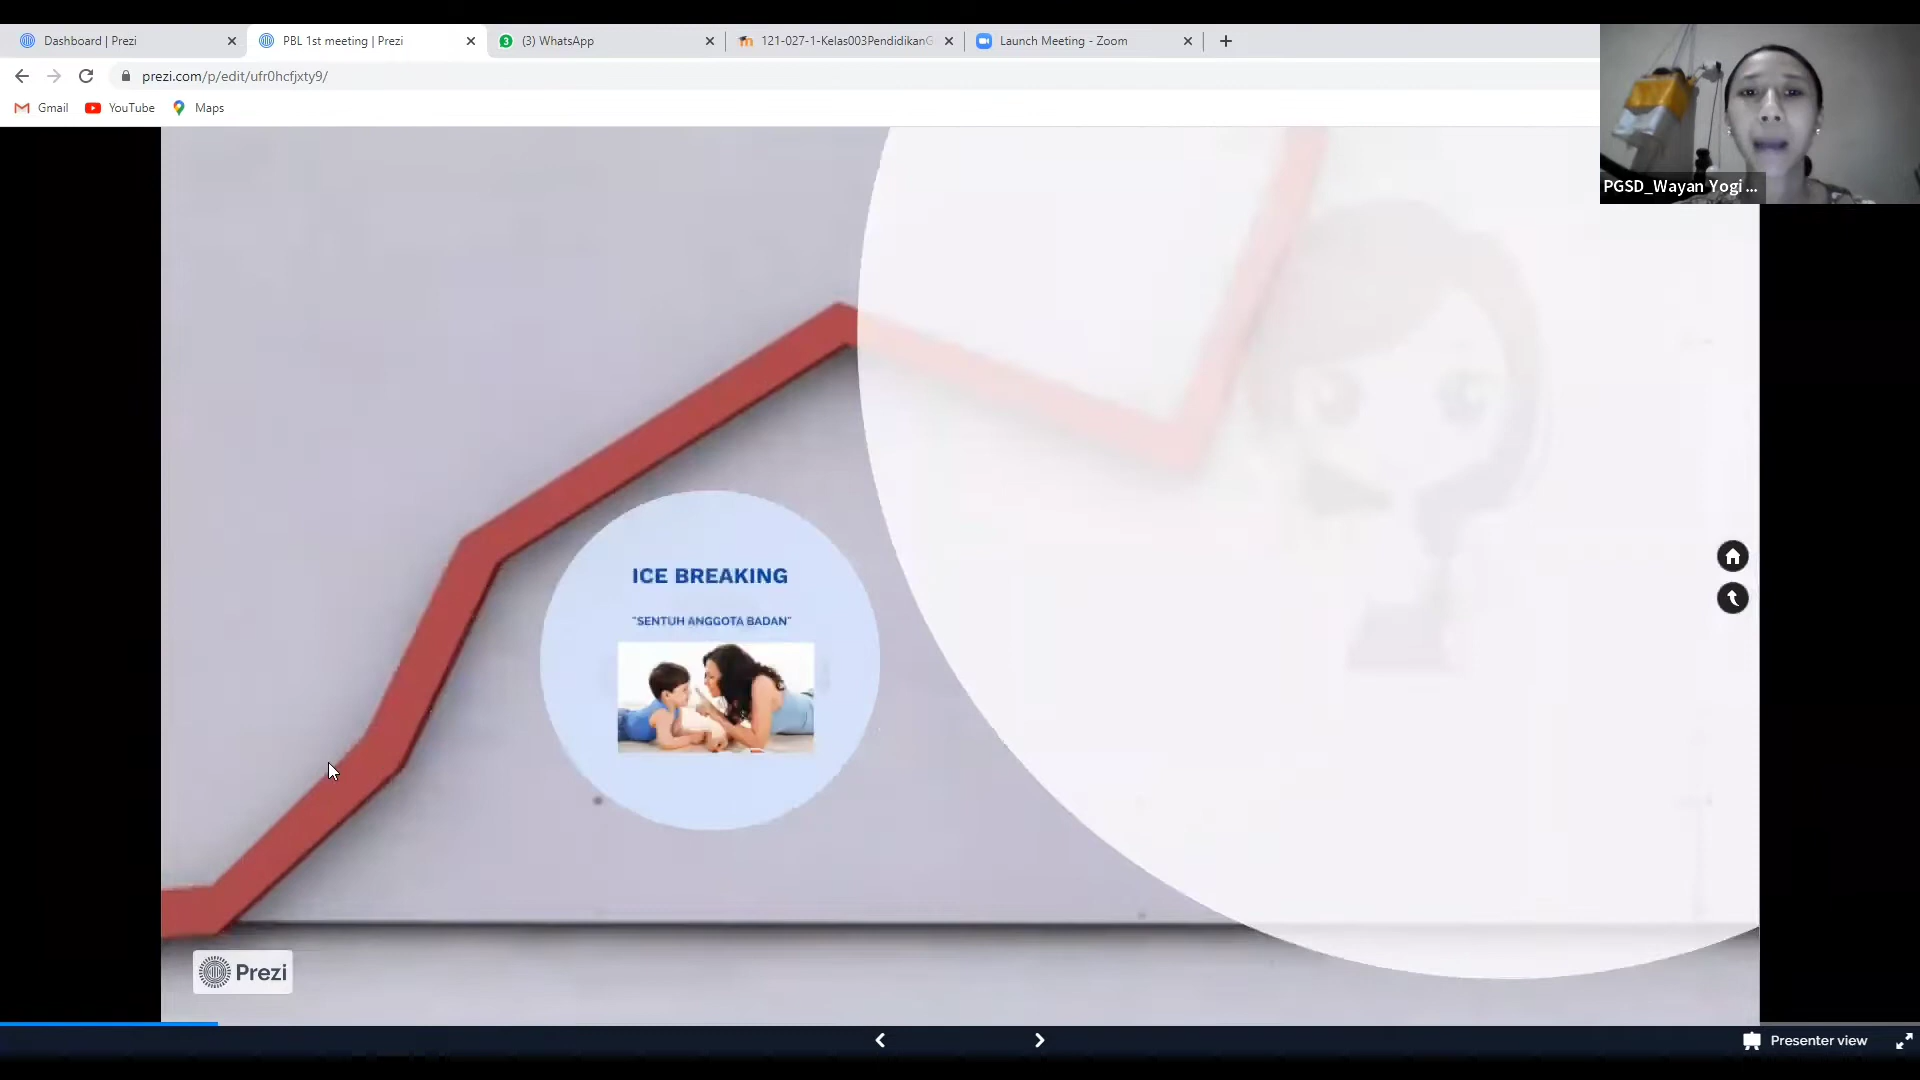 Dashboard | Prezi
PBL 1st meeting | Prezi
(3) WhatsApp
121-027-1-Kelas003PendidikanG
Launch Meeting - Zoom
prezi.com/p/edit/ufr0hcfjxty9/
Gmail
YouTube
Maps
PGSD_Wayan Yogi ...
ICE BREAKING
"SENTUH ANGGOTA BADAN"
Prezi
Presenter view